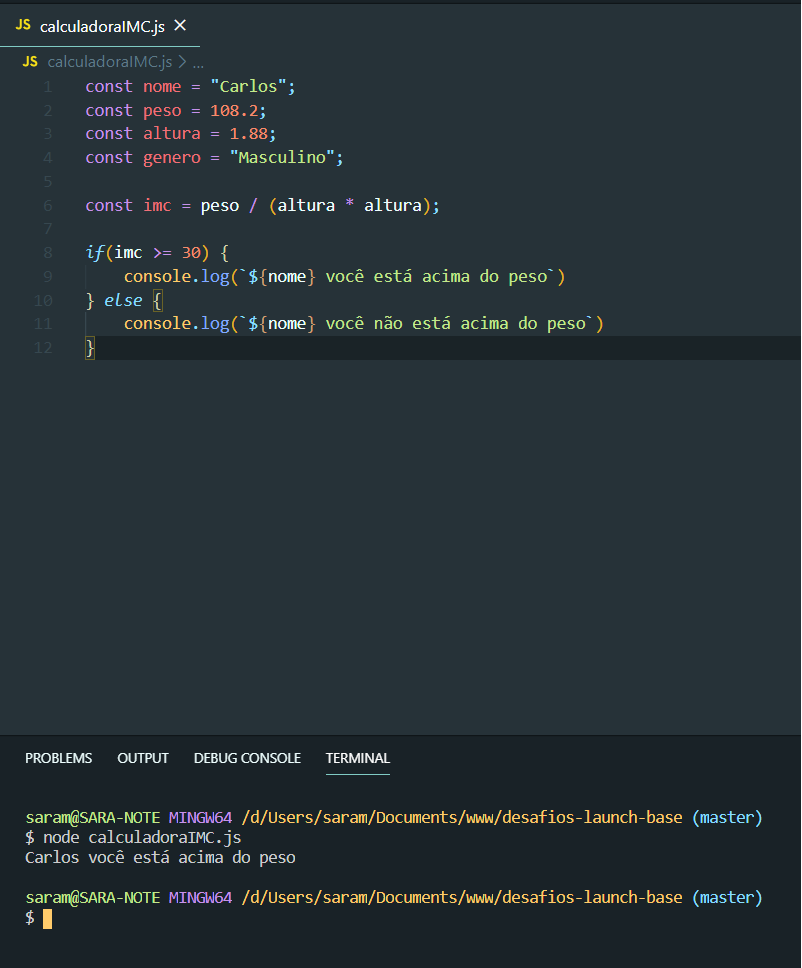 JS calculadoraIMC.js ×
JS calculadoraIMC.js > ...
1 const nome = "Carlos";
2 const peso = 108.2;
3 const altura = 1.88;
4 const genero = "Masculino";
5
6 const imc = peso / (altura * altura);
7
8 if(imc >= 30) {
9 console.log(`${nome} você está acima do peso`)
10 } else {
11 console.log(`${nome} você não está acima do peso`)
12 }
PROBLEMS OUTPUT DEBUG CONSOLE TERMINAL
saram@SARA-NOTE MINGW64 /d/Users/saram/Documents/www/desafios-launch-base (master)
$ node calculadoraIMC.js
Carlos você está acima do peso
saram@SARA-NOTE MINGW64 /d/Users/saram/Documents/www/desafios-launch-base (master)
$